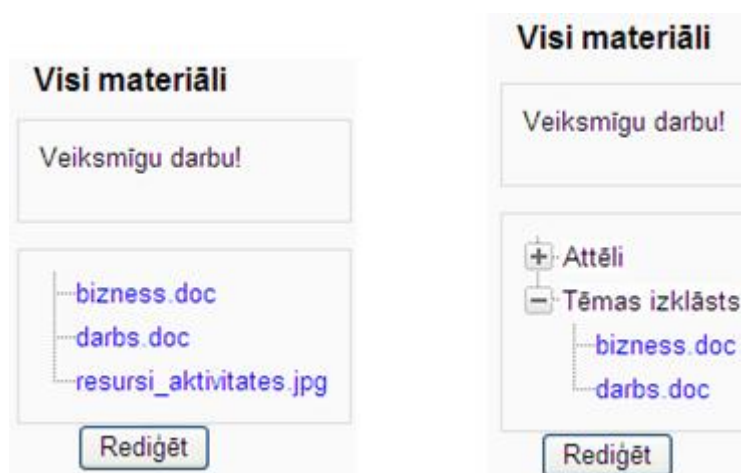 Visi materiāli
Veiksmīgu darbu!
bizness.doc
darbs.doc
resursi_aktivitates.jpg
Rediģēt
Visi materiāli
Veiksmīgu darbu!
Attēli
Tēmas izklāsts
bizness.doc
darbs.doc
Rediģēt